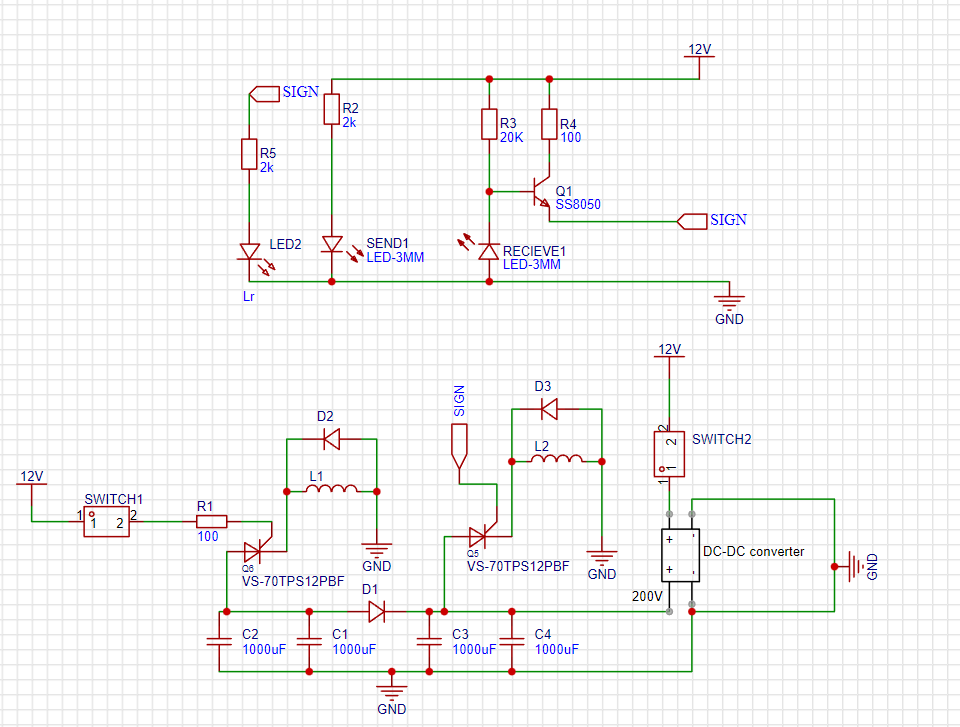 12V
SIGN
R2
2k
R3
20K
R4
100
R5
2k
Q1
SS8050
SIGN
LED2
SEND1
LED-3MM
RECIEVE1
LED-3MM
Lr
GND
12V
D3
SIGN
D2
L2
2
2
SWITCH2
1
1
L1
12V
SWITCH1
1
1
2
2
R1
100
DC-DC converter
+
-
+
-
GND
Q6
VS-70TPS12PBF
GND
Q5
VS-70TPS12PBF
GND
D1
200V
C2
1000uF
C1
1000uF
C3
1000uF
C4
1000uF
GND